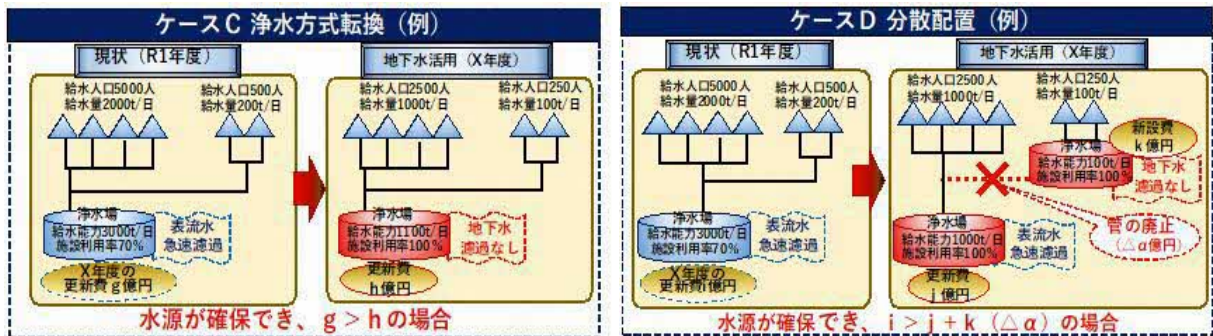 ケースC 浄水方式転換（例）
現状（R1年度）
給水人口5000人
給水量2000t/日
給水人口500人
給水量200t/日
浄水場
給水能力3000t/日
施設利用率70%
表流水
急速濾過
X年度の
更新費g億円
地下水活用（X年度）
給水人口2500人
給水量1000t/日
給水人口250人
給水量100t/日
浄水場
給水能力1100t/日
施設利用率100%
地下水
濾過なし
更新費
h億円
水源が確保でき、g＞hの場合
ケースD 分散配置（例）
現状（R1年度）
給水人口5000人
給水量2000t/日
給水人口500人
給水量200t/日
浄水場
給水能力3000t/日
施設利用率70%
表流水
急速濾過
X年度の
更新費i億円
地下水活用（X年度）
給水人口2500人
給水量1000t/日
給水人口250人
給水量100t/日
新設費
k億円
浄水場
給水能力100t/日
施設利用率100%
地下水
濾過なし
管の廃止
（△α億円）
浄水場
給水能力1000t/日
施設利用率100%
表流水
急速濾過
更新費
j億円
水源が確保でき、i＞j＋k（△α）の場合